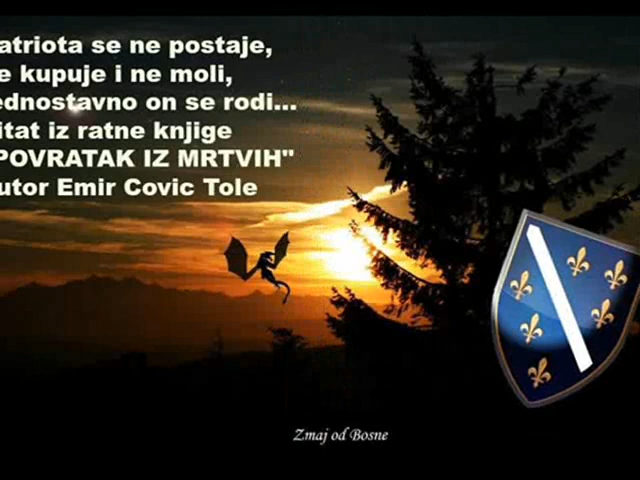 atriota se ne postaje,
e kupuje i ne moli,
ednostavno on se rodi...
itat iz ratne knjige
POVRATAK IZ MRTVIH"
utor Emir Covic Tole
Zmaj od Bosne